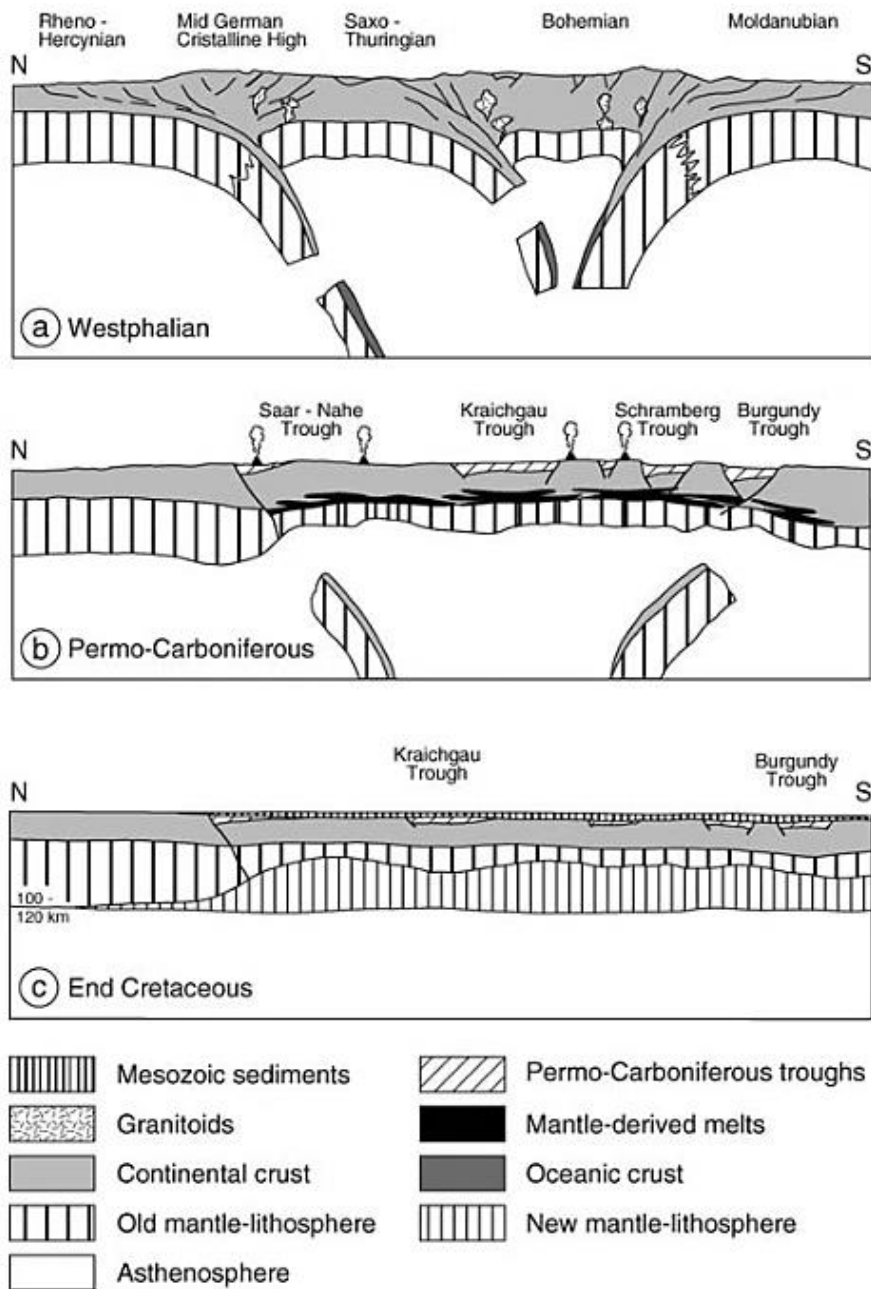 Rheno -
Hercynian
Mid German
Cristalline High
Saxo -
Thuringian
Bohemian
Moldanubian
N
S
a Westphalian
Saar - Nahe
Trough
Kraichgau
Trough
Schramberg
Trough
Burgundy
Trough
N
S
b Permo-Carboniferous
Kraichgau
Trough
Burgundy
Trough
N
S
100 -
120 km
c End Cretaceous
Mesozoic sediments
Permo-Carboniferous troughs
Granitoids
Mantle-derived melts
Continental crust
Oceanic crust
Old mantle-lithosphere
New mantle-lithosphere
Asthenosphere